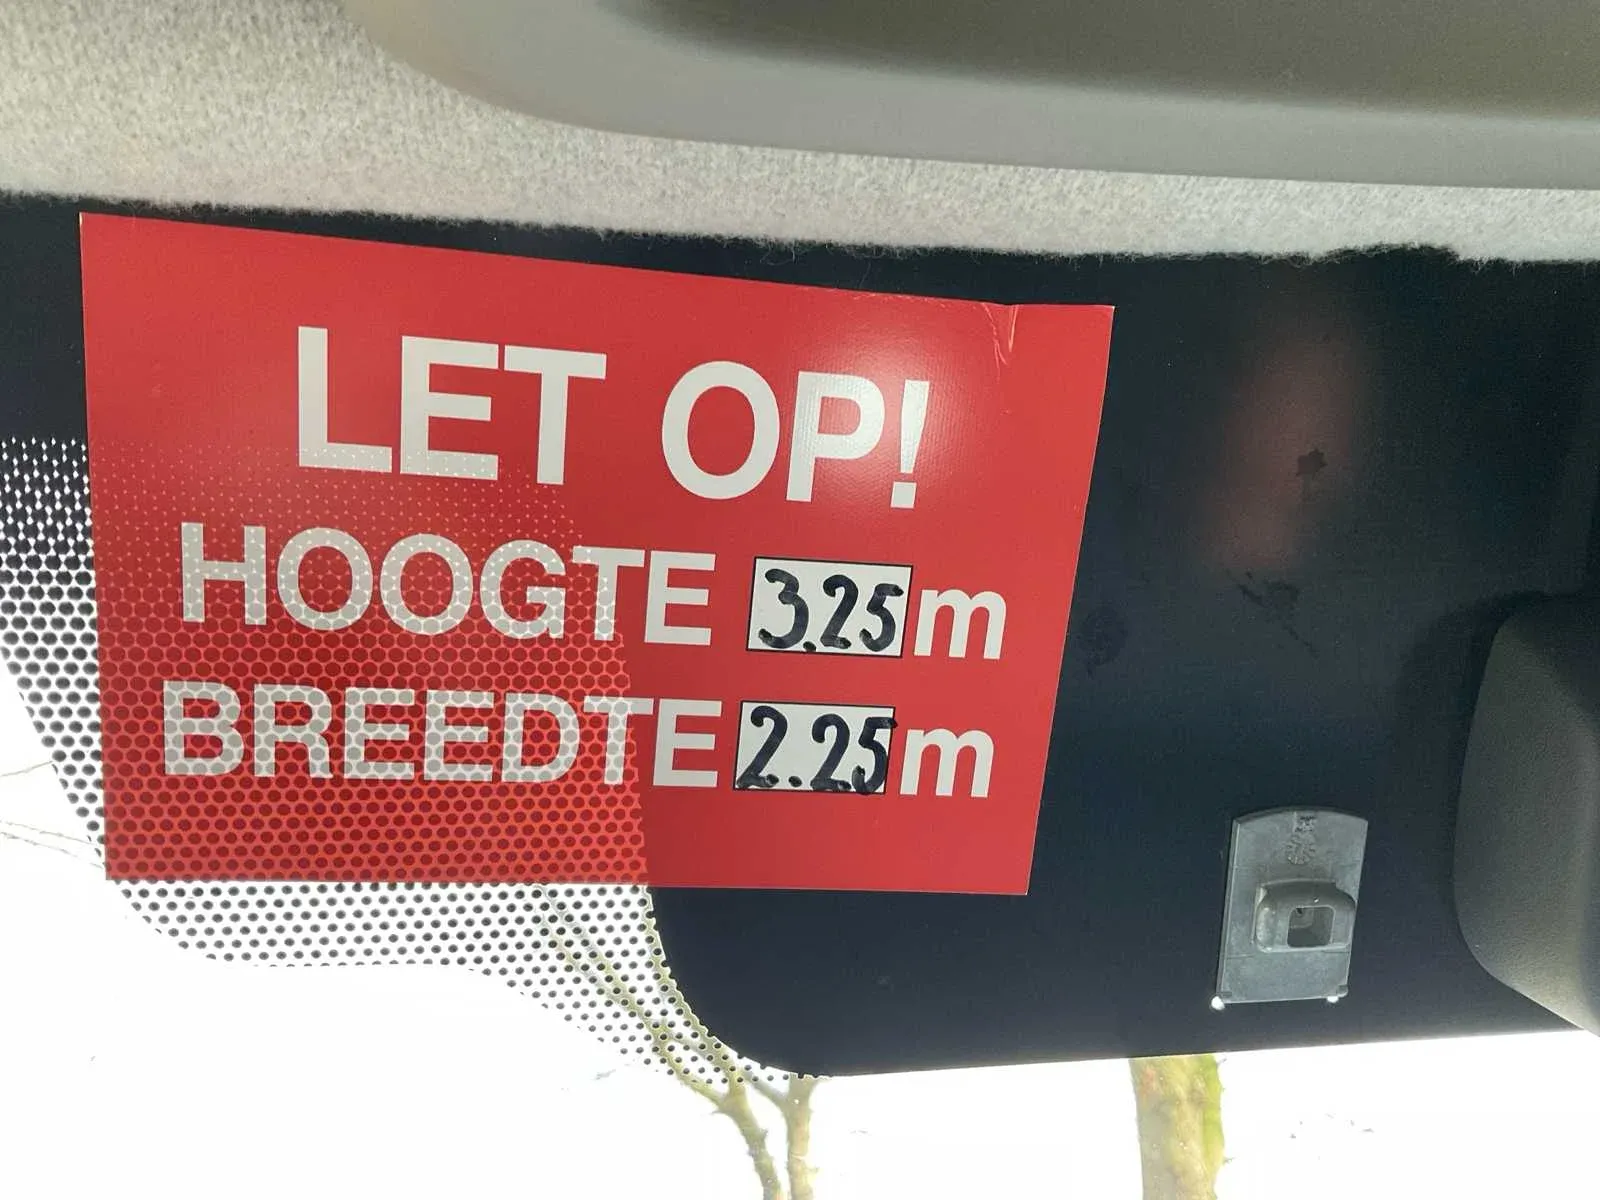 LET OP!
HOOGTE 3.25 m
BREEDTE 2.25 m